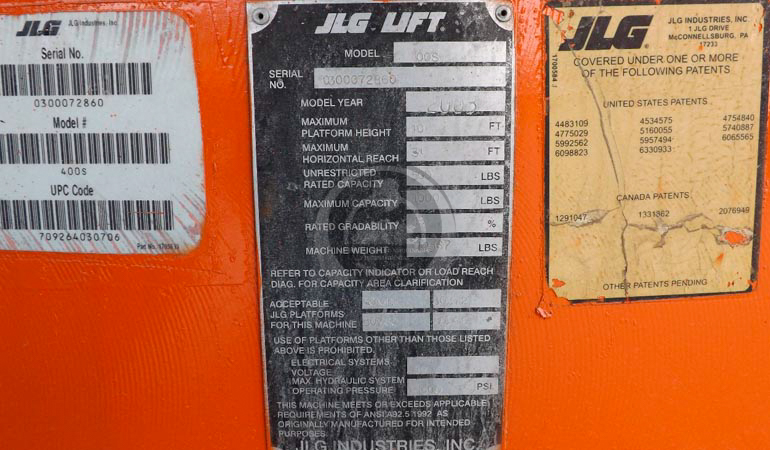 JLG JLG Industries, Inc.
Serial No.
0300072860
Model #
400S
UPC Code
709264030706
JLG LIFT
MODEL 00S
SERIAL NO. 0300072860
MODEL YEAR 2003
MAXIMUM PLATFORM HEIGHT FT
MAXIMUM HORIZONTAL REACH FT
UNRESTRICTED RATED CAPACITY LBS
MAXIMUM CAPACITY LBS
RATED GRADABILITY %
MACHINE WEIGHT LBS
REFER TO CAPACITY INDICATOR OR LOAD REACH
DIAG. FOR CAPACITY AREA CLARIFICATION
ACCEPTABLE
JLG PLATFORMS
FOR THIS MACHINE
USE OF PLATFORMS OTHER THAN THOSE LISTED
ABOVE IS PROHIBITED.
ELECTRICAL SYSTEMS
VOLTAGE
MAX. HYDRAULIC SYSTEM
OPERATING PRESSURE PSI.
THIS MACHINE MEETS OR EXCEEDS APPLICABLE
REQUIREMENTS OF ANSI A92.5 1992 AS
ORIGINALLY MANUFACTURED FOR INTENDED
PURPOSES.
JLG INDUSTRIES, INC.
JLG
JLG INDUSTRIES, INC.
1 JLG DRIVE
McCONNELLSBURG, PA
17233
COVERED UNDER ONE OR MORE
OF THE FOLLOWING PATENTS
UNITED STATES PATENTS
4483109 4534575 4754840
4775029 5160055 5740887
5992562 5957494 6065565
6098823 6330933
CANADA PATENTS
1291047 1331862 2076949
OTHER PATENTS PENDING